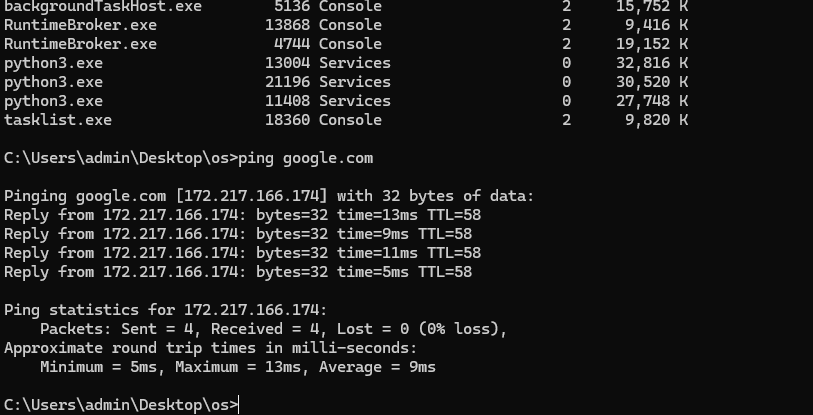 backgroundTaskHost.exe        5136 Console                    2     15,752 K
RuntimeBroker.exe            13868 Console                    2      9,416 K
RuntimeBroker.exe             4744 Console                    2     19,152 K
python3.exe                  13004 Services                   0     32,816 K
python3.exe                  21196 Services                   0     30,520 K
python3.exe                  11408 Services                   0     27,748 K
tasklist.exe                 18360 Console                    2      9,820 K
C:\Users\admin\Desktop\os>ping google.com
Pinging google.com [172.217.166.174] with 32 bytes of data:
Reply from 172.217.166.174: bytes=32 time=13ms TTL=58
Reply from 172.217.166.174: bytes=32 time=9ms TTL=58
Reply from 172.217.166.174: bytes=32 time=11ms TTL=58
Reply from 172.217.166.174: bytes=32 time=5ms TTL=58
Ping statistics for 172.217.166.174:
    Packets: Sent = 4, Received = 4, Lost = 0 (0% loss),
Approximate round trip times in milli-seconds:
    Minimum = 5ms, Maximum = 13ms, Average = 9ms
C:\Users\admin\Desktop\os>